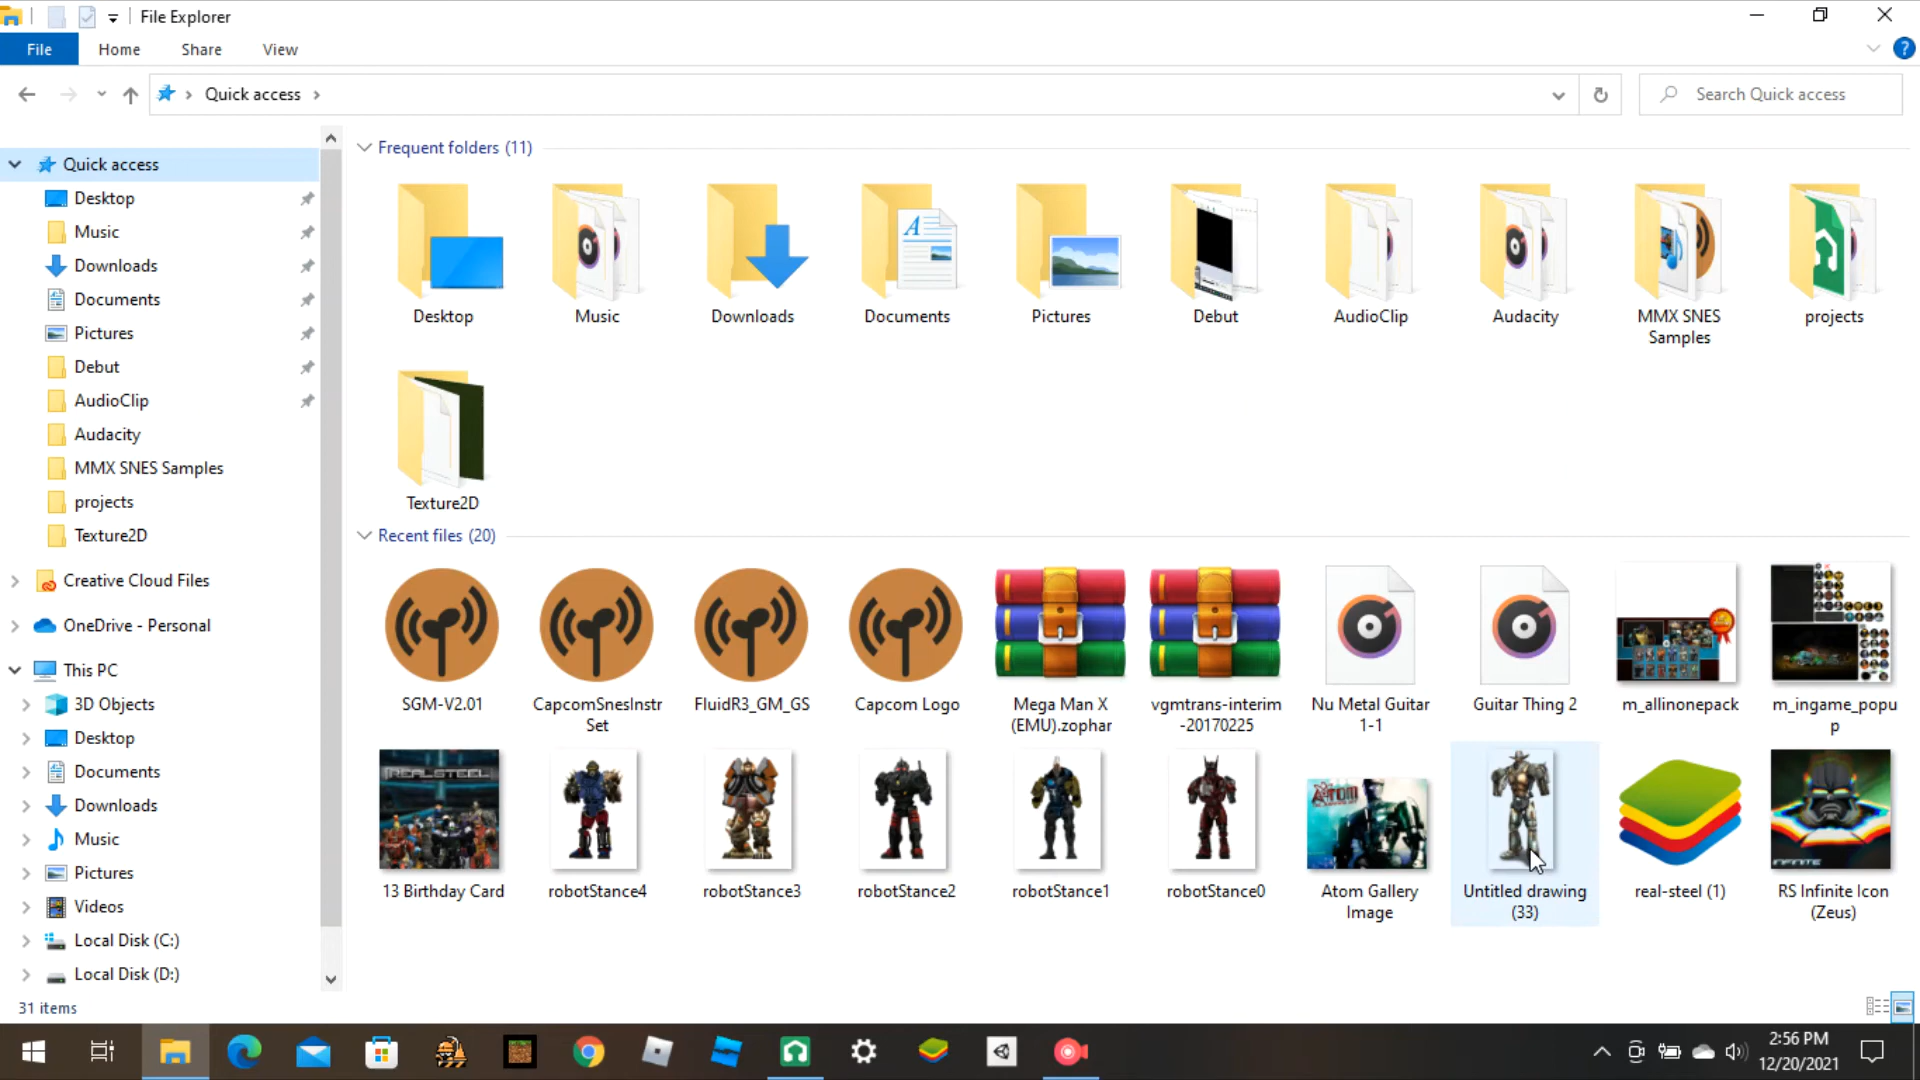 File Explorer
File Home Share View
Quick access
Search Quick access
Quick access
Desktop
Music
Downloads
Documents
Pictures
Debut
AudioClip
Audacity
MMX SNES Samples
projects
Texture2D
Creative Cloud Files
OneDrive - Personal
This PC
3D Objects
Desktop
Documents
Downloads
Music
Pictures
Videos
Local Disk (C:)
Local Disk (D:)
Frequent folders (11)
Desktop
Music
Downloads
Documents
Pictures
Debut
AudioClip
Audacity
MMX SNES
Samples
projects
Texture2D
Recent files (20)
SGM-V2.01
CapcomSnesInstr
Set
FluidR3_GM_GS
Capcom Logo
Mega Man X
(EMU).zophar
vgmtrans-interim
-20170225
Nu Metal Guitar
1-1
Guitar Thing 2
m_allinonepack
m_ingame_popu
p
REAL STEEL
13 Birthday Card
robotStance4
robotStance3
robotStance2
robotStance1
robotStance0
ATOM
Atom Gallery
Image
Untitled drawing
(33)
real-steel (1)
INFINITE
RS Infinite Icon
(Zeus)
31 items
2:56 PM
12/20/2021